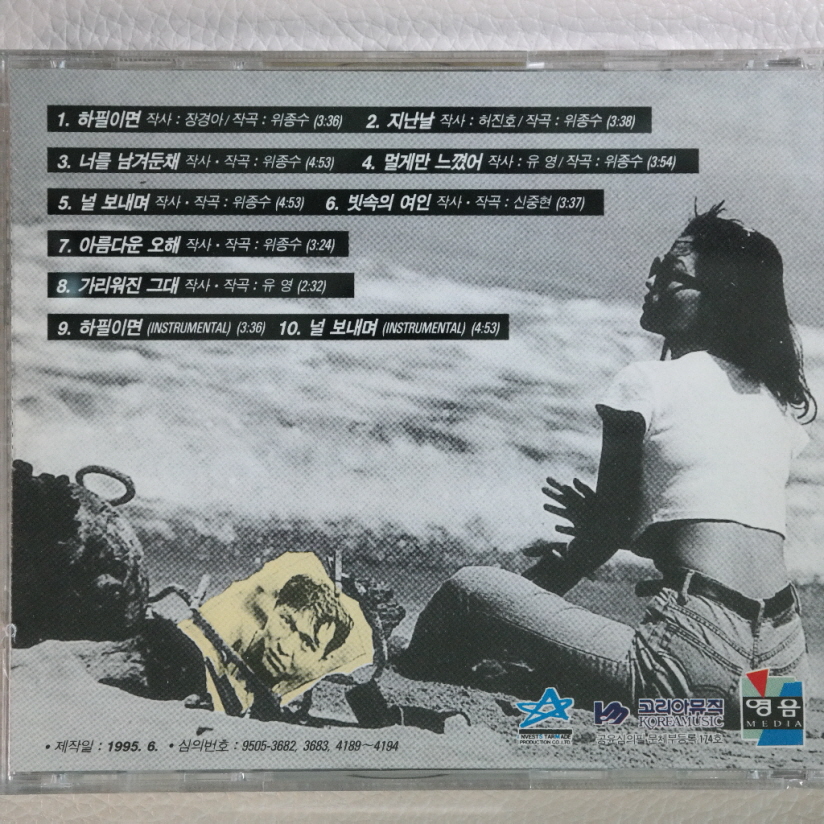 1. 하필이면 작사 : 장경아 / 작곡 : 위종수 (3:36) 2. 지난날 작사 : 허진호 / 작곡 : 위종수 (3:38)
3. 너를 남겨둔채 작사 · 작곡 : 위종수 (4:53) 4. 멀게만 느꼈어 작사 : 유 영 / 작곡 : 위종수 (3:54)
5. 널 보내며 작사 · 작곡 : 위종수 (4:53) 6. 빗속의 여인 작사 · 작곡 : 신중현 (3:37)
7. 아름다운 오해 작사 · 작곡 : 위종수 (3:24)
8. 가리워진 그대 작사 · 작곡 : 유 영 (2:32)
9. 하필이면 (INSTRUMENTAL) (3:36) 10. 널 보내며 (INSTRUMENTAL) (4:53)
코리아뮤직
KOREAMUSIC
영음
MEDIA
PRODUCTION CO.LTD
• 제작일 : 1995. 6. • 심의번호 : 9505-3682, 3683, 4189~4194